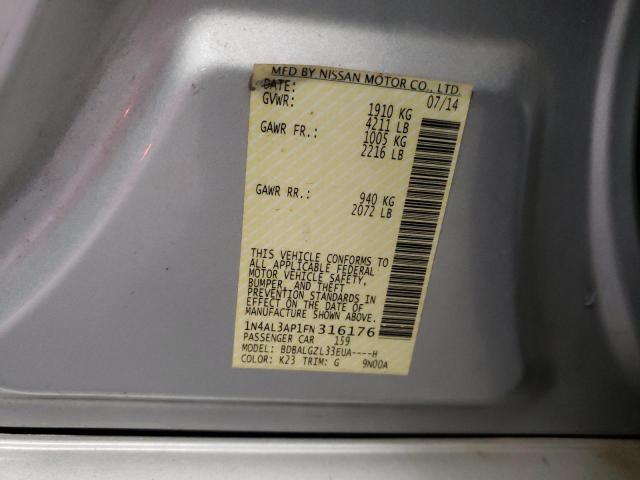 MFD BY NISSAN MOTOR CO., LTD.
DATE: 07/14
GVWR: 1910 KG
4211 LB
GAWR FR.: 1005 KG
2216 LB
GAWR RR.: 940 KG
2072 LB
THIS VEHICLE CONFORMS TO
ALL APPLICABLE FEDERAL
MOTOR VEHICLE SAFETY,
BUMPER, AND THEFT
PREVENTION STANDARDS IN
EFFECT ON THE DATE OF
MANUFACTURE SHOWN ABOVE.
1N4AL3AP1FN316176
PASSENGER CAR 159
MODEL: BDBALGZL33EUA----H
COLOR: K23 TRIM: G 9N00A